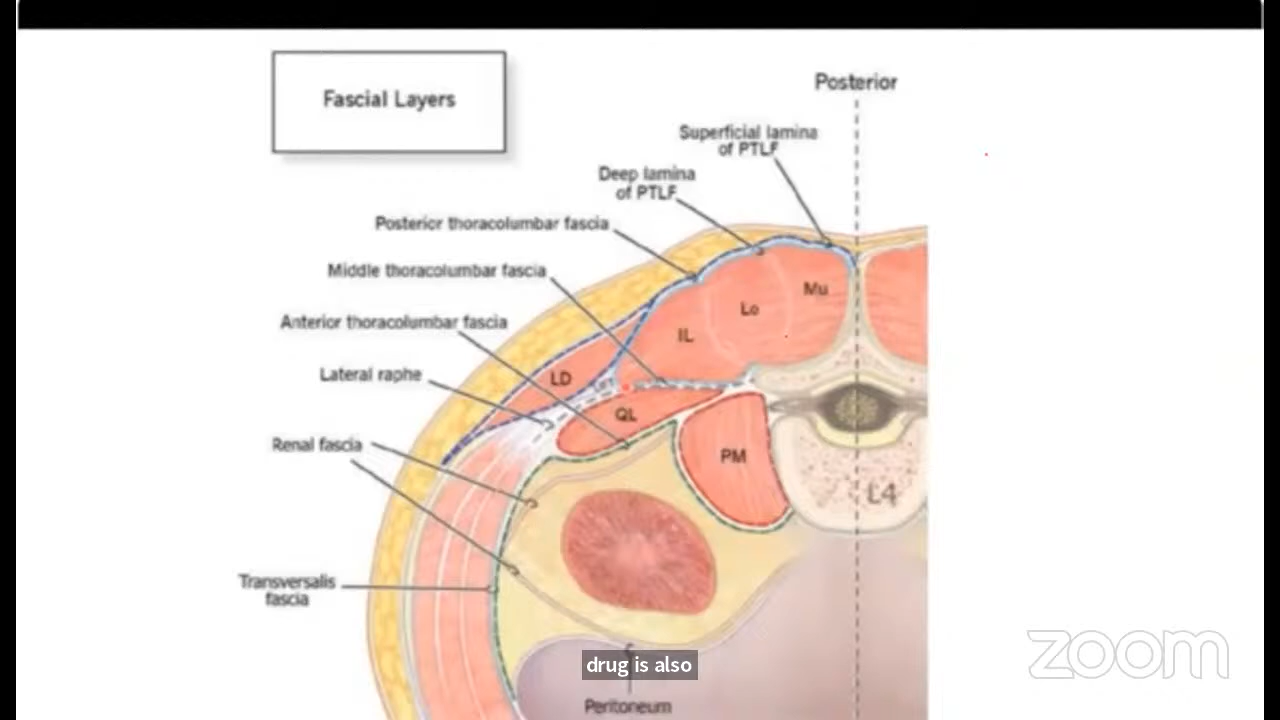 Fascial Layers
Posterior
Superficial lamina
of PTLF
Deep lamina
of PTLF
Posterior thoracolumbar fascia
Middle thoracolumbar fascia
Anterior thoracolumbar fascia
Lateral raphe
Renal fascia
Transversalis
fascia
Mu
Lo
IL
LD
QL
PM
L4
drug is also
Peritoneum
zoom